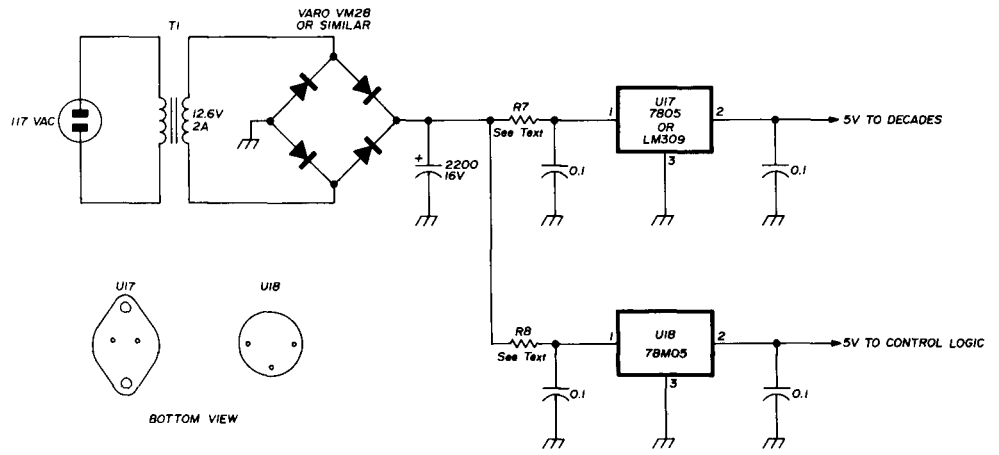 T1
VARO VM28
OR SIMILAR
117 VAC
12.6V
2A
+
2200
16V
R7
See Text
0.1
1
U17
7805
OR
LM309
2
3
0.1
5V TO DECADES
R8
See Text
0.1
1
U18
78M05
2
3
0.1
5V TO CONTROL LOGIC
U17
U18
BOTTOM VIEW